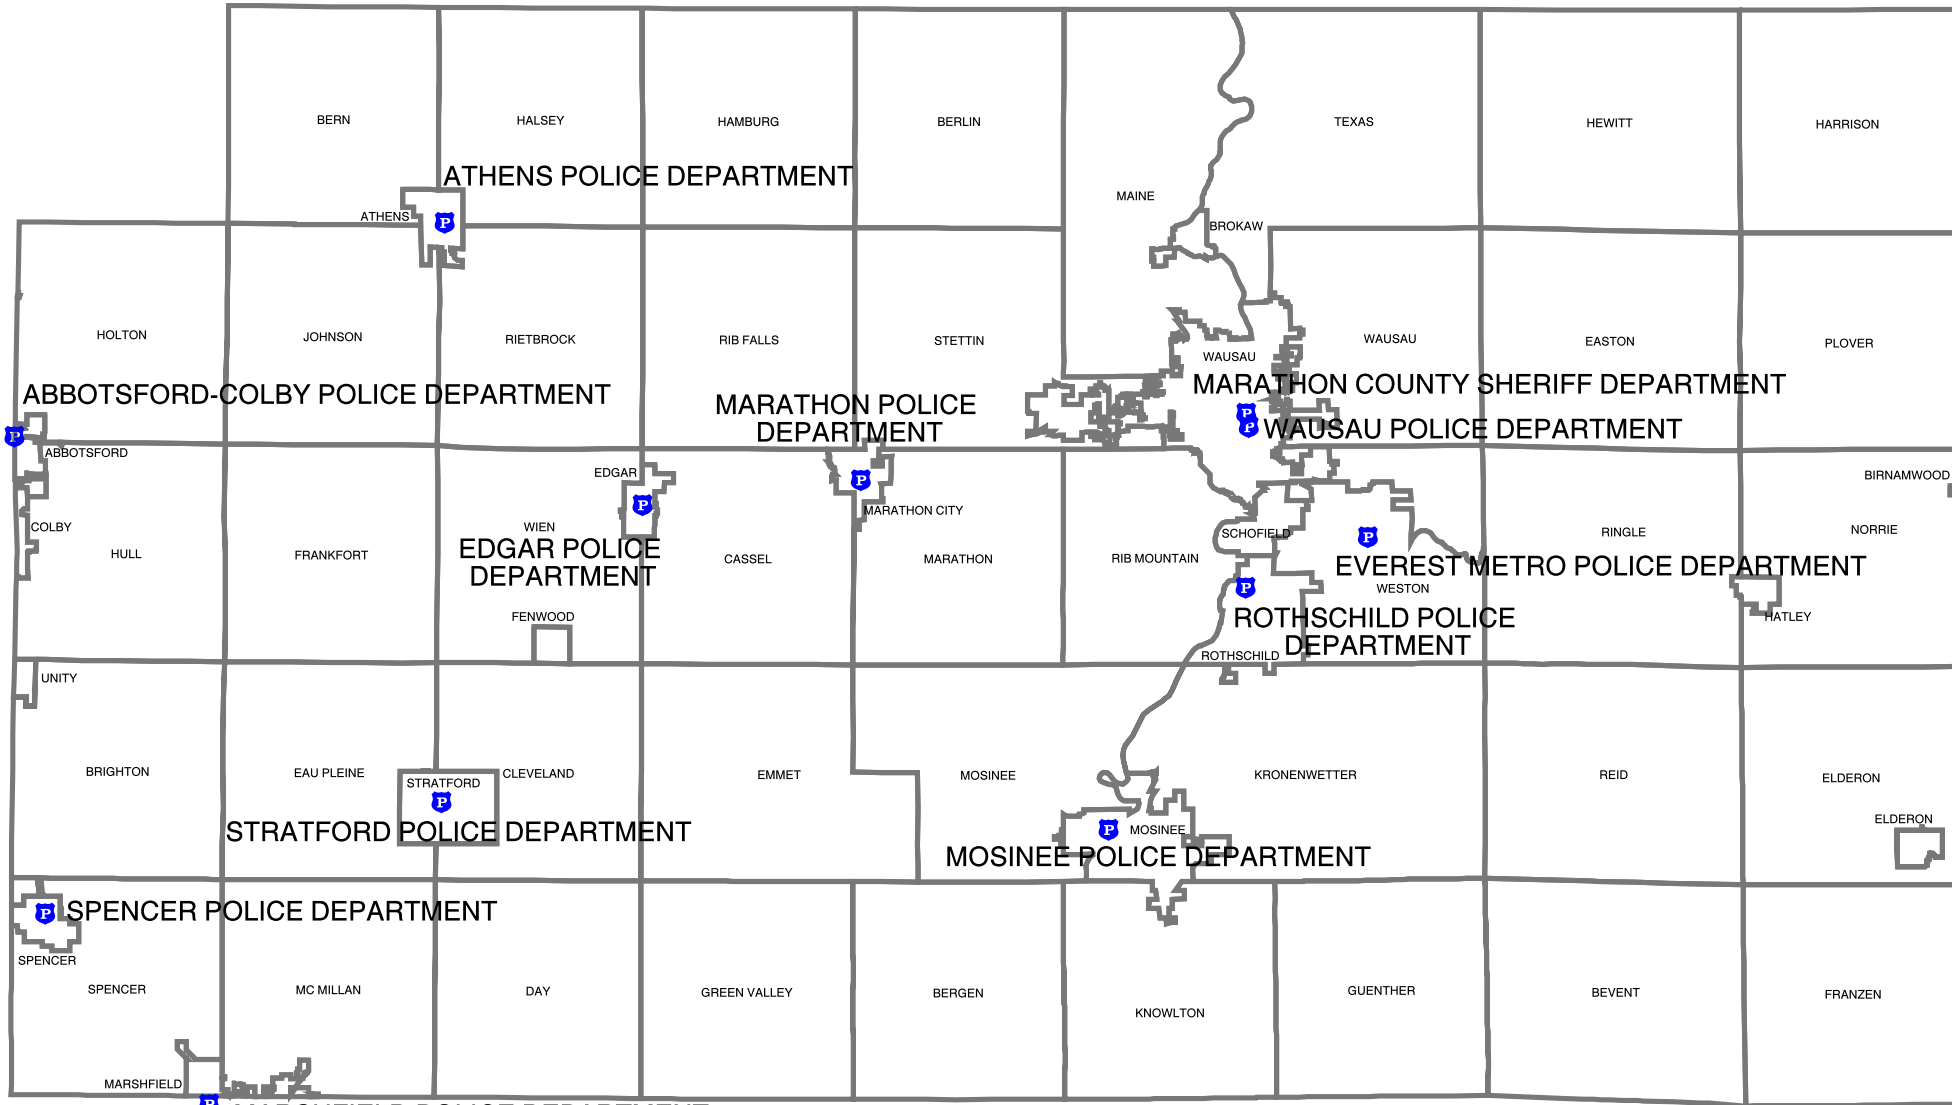 BERN
HALSEY
HAMBURG
BERLIN
TEXAS
HEWITT
HARRISON
ATHENS POLICE DEPARTMENT
MAINE
ATHENS
P
BROKAW
HOLTON
JOHNSON
RIETBROCK
RIB FALLS
STETTIN
WAUSAU
EASTON
PLOVER
WAUSAU
MARATHON COUNTY SHERIFF DEPARTMENT
ABBOTSFORD-COLBY POLICE DEPARTMENT
MARATHON POLICE
DEPARTMENT
P
P
WAUSAU POLICE DEPARTMENT
P
ABBOTSFORD
EDGAR
P
MARATHON CITY
BIRNAMWOOD
P
COLBY
HULL
FRANKFORT
WIEN
EDGAR POLICE
DEPARTMENT
CASSEL
MARATHON
RIB MOUNTAIN
SCHOFIELD
P
RINGLE
NORRIE
EVEREST METRO POLICE DEPARTMENT
WESTON
P
ROTHSCHILD POLICE
DEPARTMENT
HATLEY
FENWOOD
ROTHSCHILD
UNITY
BRIGHTON
EAU PLEINE
STRATFORD
P
CLEVELAND
EMMET
MOSINEE
KRONENWETTER
REID
ELDERON
ELDERON
STRATFORD POLICE DEPARTMENT
P
MOSINEE
MOSINEE POLICE DEPARTMENT
P
SPENCER POLICE DEPARTMENT
SPENCER
SPENCER
MC MILLAN
DAY
GREEN VALLEY
BERGEN
KNOWLTON
GUENTHER
BEVENT
FRANZEN
MARSHFIELD
P
MARSHFIELD POLICE DEPARTMENT